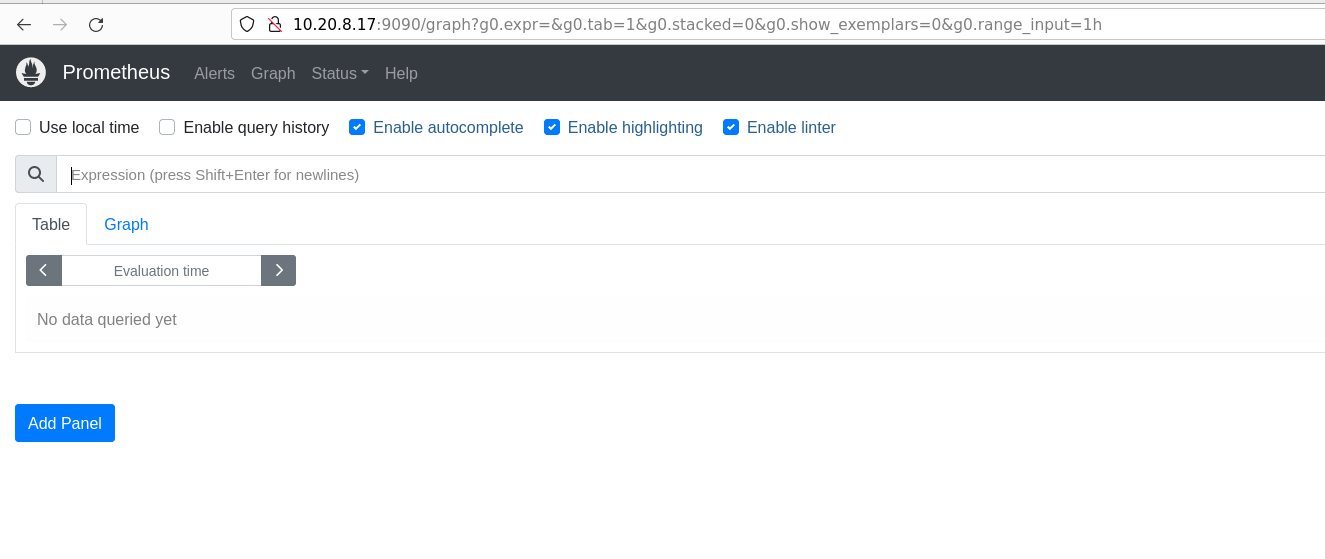 10.20.8.17:9090/graph?g0.expr=&g0.tab=1&g0.stacked=0&g0.show_exemplars=0&g0.range_input=1h
Prometheus Alerts Graph Status Help
Use local time Enable query history Enable autocomplete Enable highlighting Enable linter
Expression (press Shift+Enter for newlines)
Table Graph
Evaluation time
No data queried yet
Add Panel